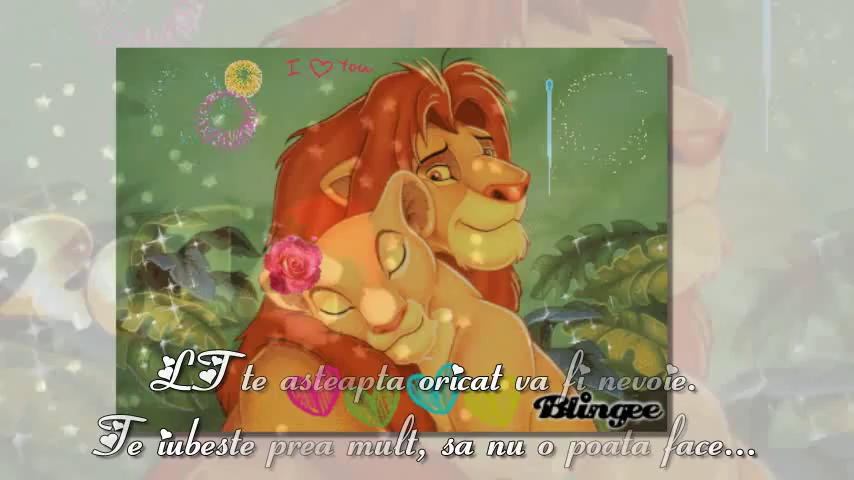 I ♡ You
LT te asteapta oricat va fi nevoie.
Blingee
Te iubeste prea mult, sa nu o poata face...